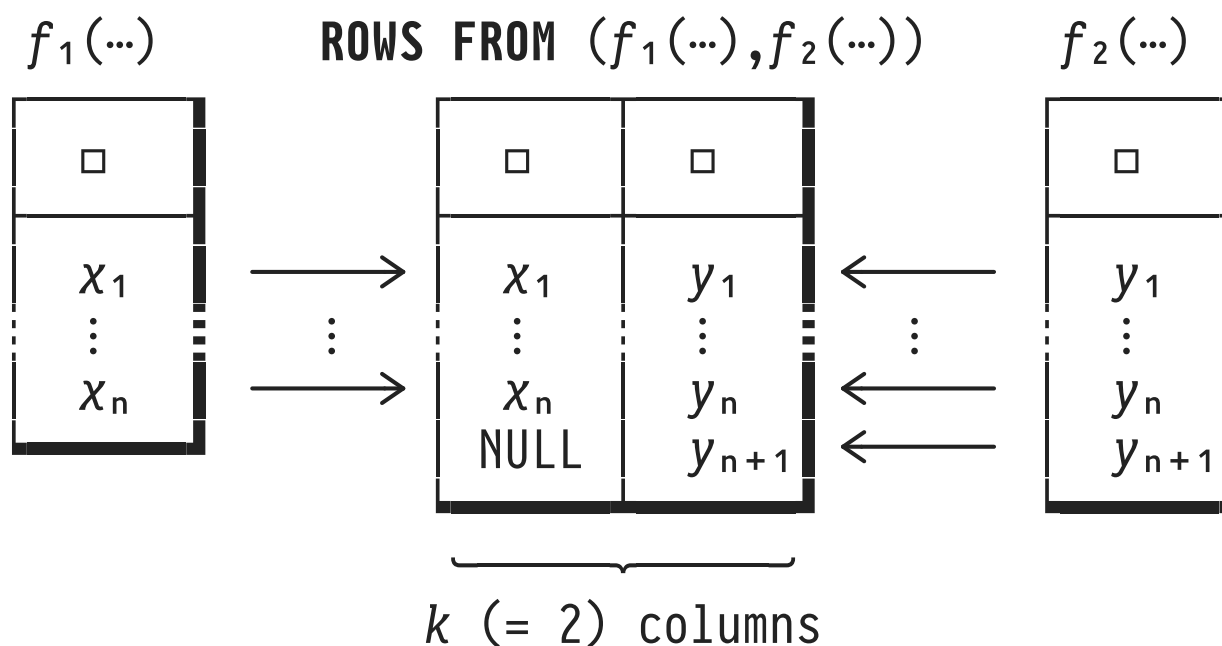 f₁(…) ROWS FROM (f₁(…),f₂(…)) f₂(…)
□ □ □ □
x₁ → x₁ y₁ ← y₁
⋮ ⋮ ⋮ ⋮ ⋮ ⋮
xₙ → xₙ yₙ ← yₙ
NULL yₙ₊₁ ← yₙ₊₁
k (= 2) columns